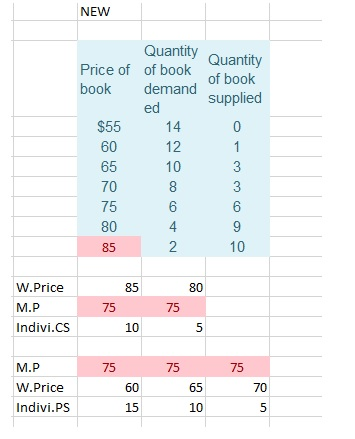 NEW
Price of book Quantity of book demand ed Quantity of book supplied
$55 14 0
60 12 1
65 10 3
70 8 3
75 6 6
80 4 9
85 2 10
W.Price 85 80
M.P 75 75
Indivi.CS 10 5
M.P 75 75 75
W.Price 60 65 70
Indivi.PS 15 10 5